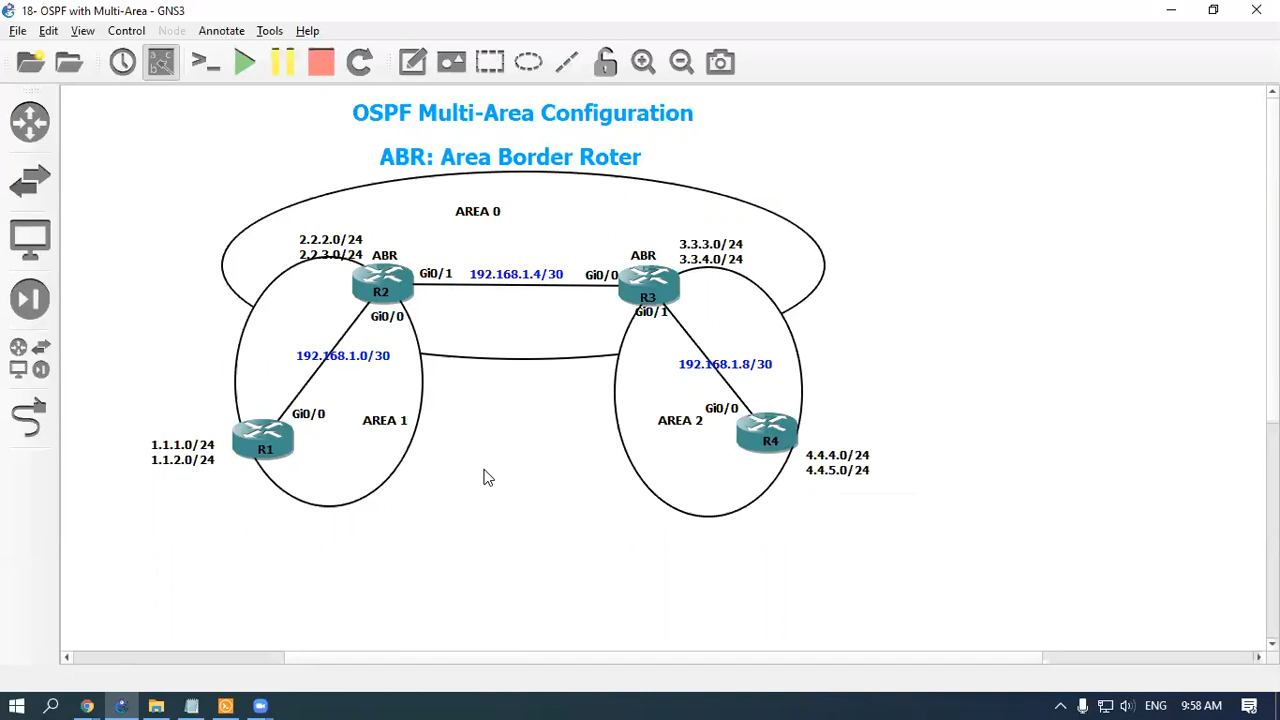 18- OSPF with Multi-Area - GNS3
File Edit View Control Node Annotate Tools Help
OSPF Multi-Area Configuration
ABR: Area Border Roter
AREA 0
2.2.2.0/24
2.2.3.0/24
ABR
R2
Gi0/1
192.168.1.4/30
Gi0/0
ABR
R3
3.3.3.0/24
3.3.4.0/24
Gi0/0
Gi0/1
192.168.1.0/30
192.168.1.8/30
Gi0/0
AREA 1
AREA 2
Gi0/0
R1
1.1.1.0/24
1.1.2.0/24
R4
4.4.4.0/24
4.4.5.0/24
ENG 9:58 AM